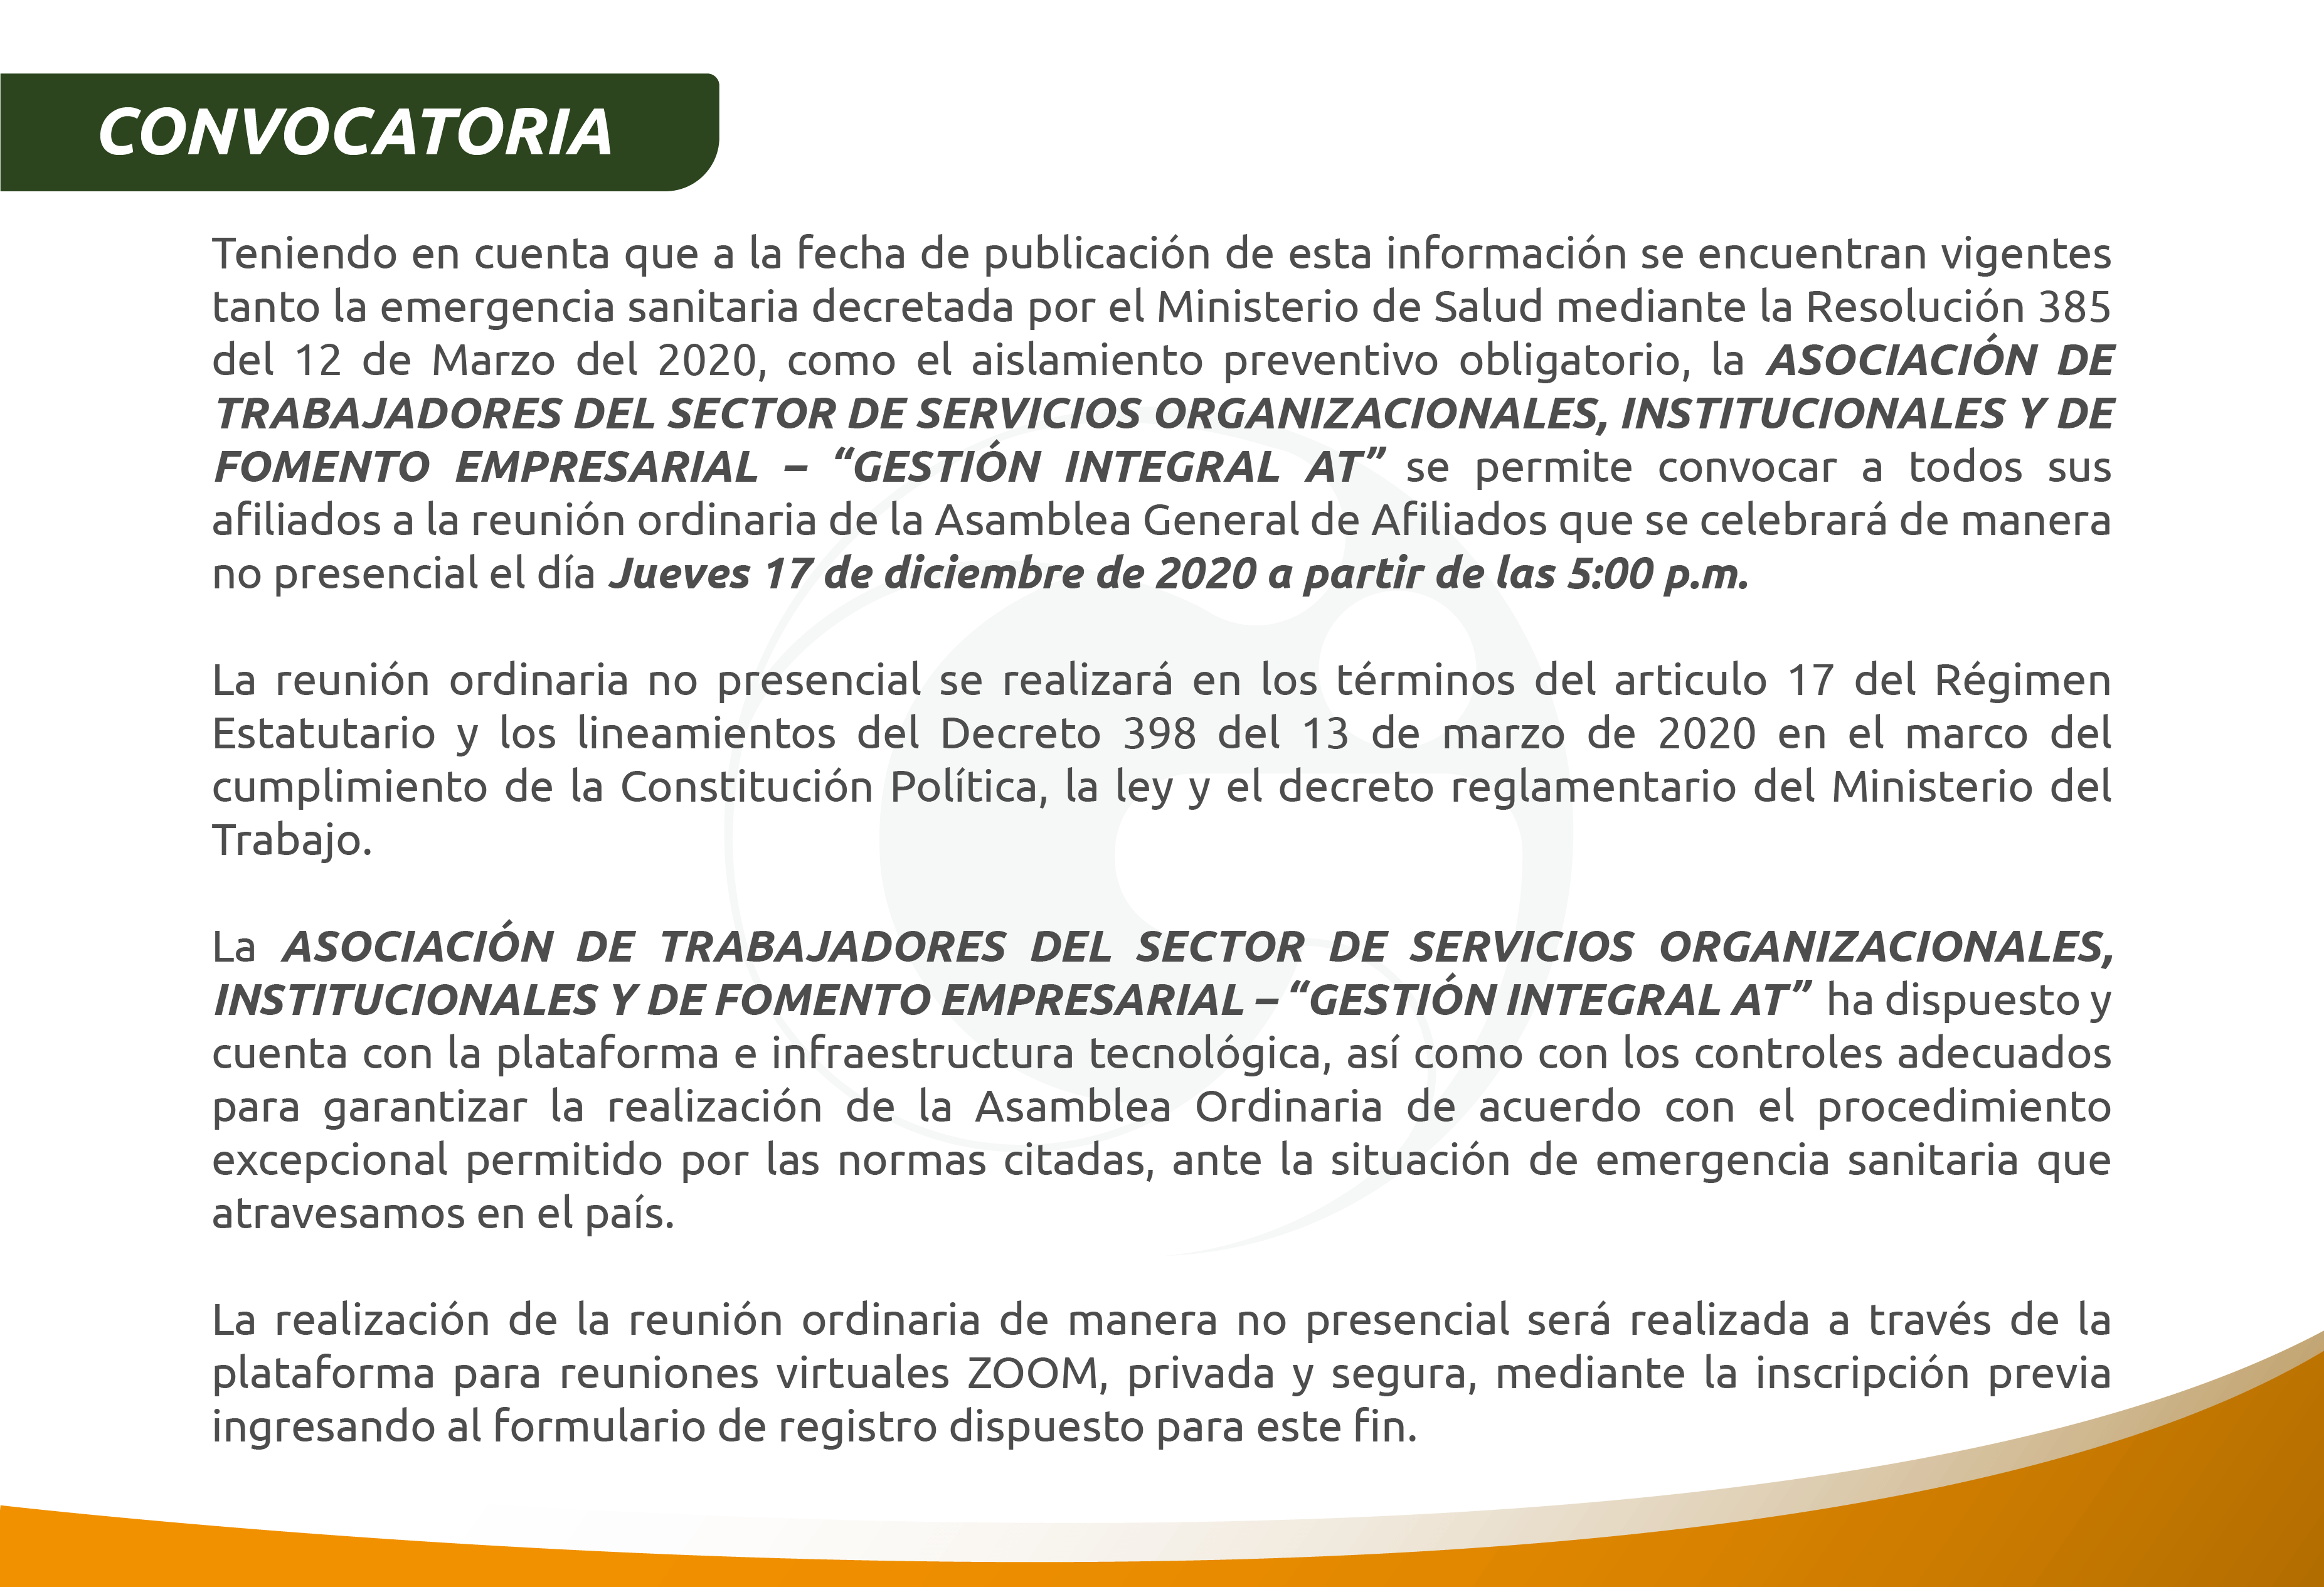 CONVOCATORIA
Teniendo en cuenta que a la fecha de publicación de esta información se encuentran vigentes
tanto la emergencia sanitaria decretada por el Ministerio de Salud mediante la Resolución 385
del 12 de Marzo del 2020, como el aislamiento preventivo obligatorio, la ASOCIACIÓN DE
TRABAJADORES DEL SECTOR DE SERVICIOS ORGANIZACIONALES, INSTITUCIONALES Y DE
FOMENTO EMPRESARIAL – “GESTIÓN INTEGRAL AT” se permite convocar a todos sus
afiliados a la reunión ordinaria de la Asamblea General de Afiliados que se celebrará de manera
no presencial el día Jueves 17 de diciembre de 2020 a partir de las 5:00 p.m.
La reunión ordinaria no presencial se realizará en los términos del articulo 17 del Régimen
Estatutario y los lineamientos del Decreto 398 del 13 de marzo de 2020 en el marco del
cumplimiento de la Constitución Política, la ley y el decreto reglamentario del Ministerio del
Trabajo.
La ASOCIACIÓN DE TRABAJADORES DEL SECTOR DE SERVICIOS ORGANIZACIONALES,
INSTITUCIONALES Y DE FOMENTO EMPRESARIAL – “GESTIÓN INTEGRAL AT” ha dispuesto y
cuenta con la plataforma e infraestructura tecnológica, así como con los controles adecuados
para garantizar la realización de la Asamblea Ordinaria de acuerdo con el procedimiento
excepcional permitido por las normas citadas, ante la situación de emergencia sanitaria que
atravesamos en el país.
La realización de la reunión ordinaria de manera no presencial será realizada a través de la
plataforma para reuniones virtuales ZOOM, privada y segura, mediante la inscripción previa
ingresando al formulario de registro dispuesto para este fin.